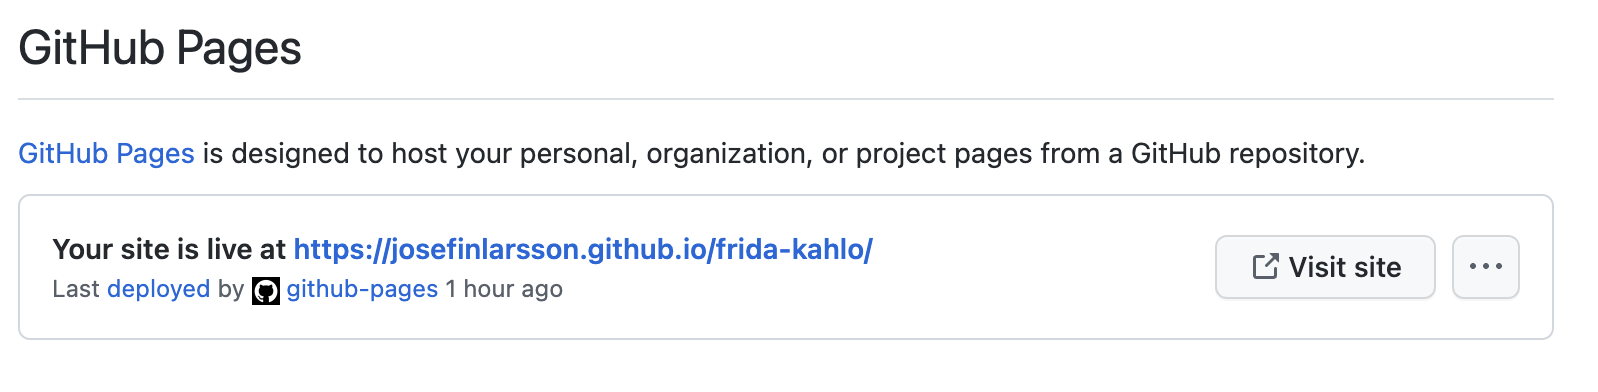 GitHub Pages
GitHub Pages is designed to host your personal, organization, or project pages from a GitHub repository.
Your site is live at https://josefinlarsson.github.io/frida-kahlo/
Last deployed by github-pages 1 hour ago
Visit site